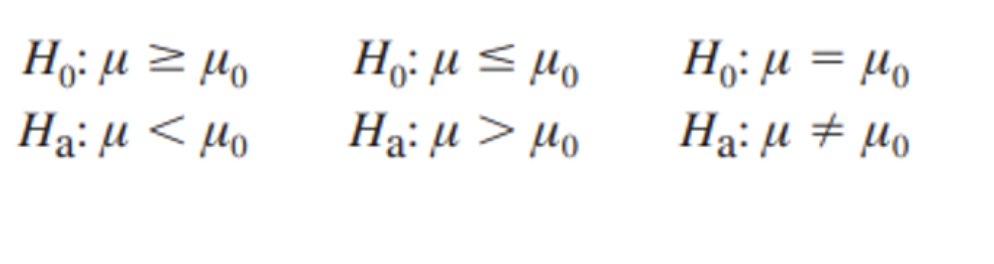 H₀: μ ≥ μ₀ H₀: μ ≤ μ₀ H₀: μ = μ₀
Hₐ: μ < μ₀ Hₐ: μ > μ₀ Hₐ: μ ≠ μ₀